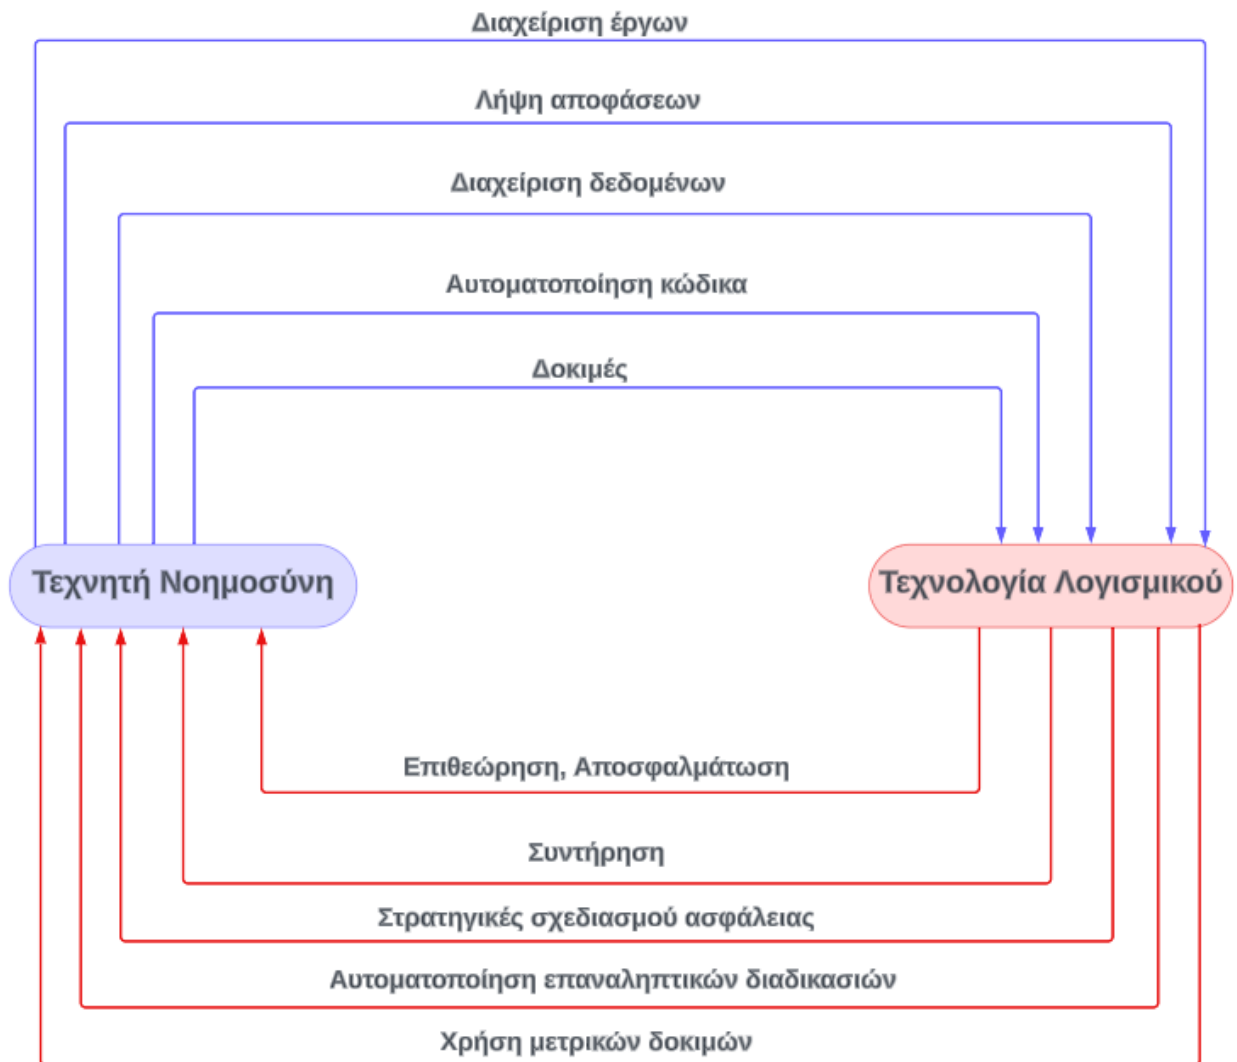 Διαχείριση έργων
Λήψη αποφάσεων
Διαχείριση δεδομένων
Αυτοματοποίηση κώδικα
Δοκιμές
Τεχνητή Νοημοσύνη
Τεχνολογία Λογισμικού
Επιθεώρηση, Αποσφαλμάτωση
Συντήρηση
Στρατηγικές σχεδιασμού ασφάλειας
Αυτοματοποίηση επαναληπτικών διαδικασιών
Χρήση μετρικών δοκιμών